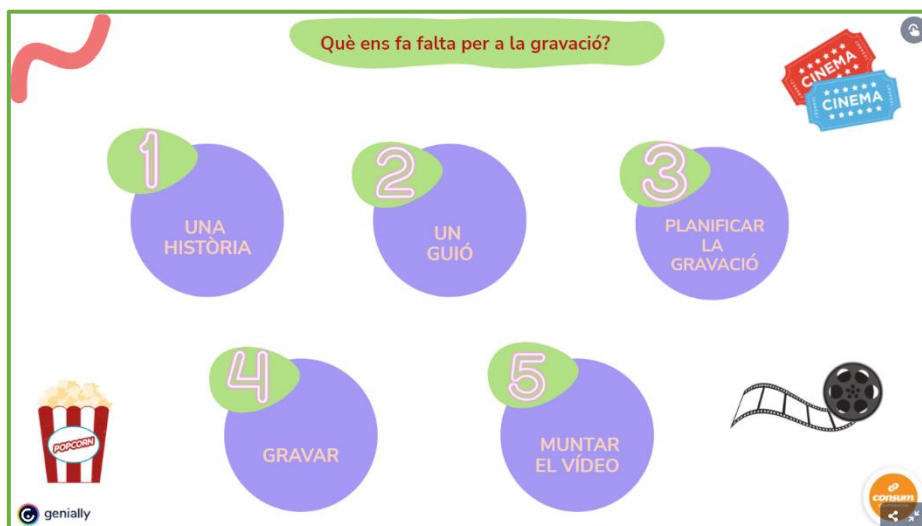 Què ens fa falta per a la gravació?
CINEMA
CINEMA
1
UNA
HISTÒRIA
2
UN
GUIÓ
3
PLANIFICAR
LA
GRAVACIÓ
4
GRAVAR
5
MUNTAR
EL VÍDEO
POPCORN
genially
consum